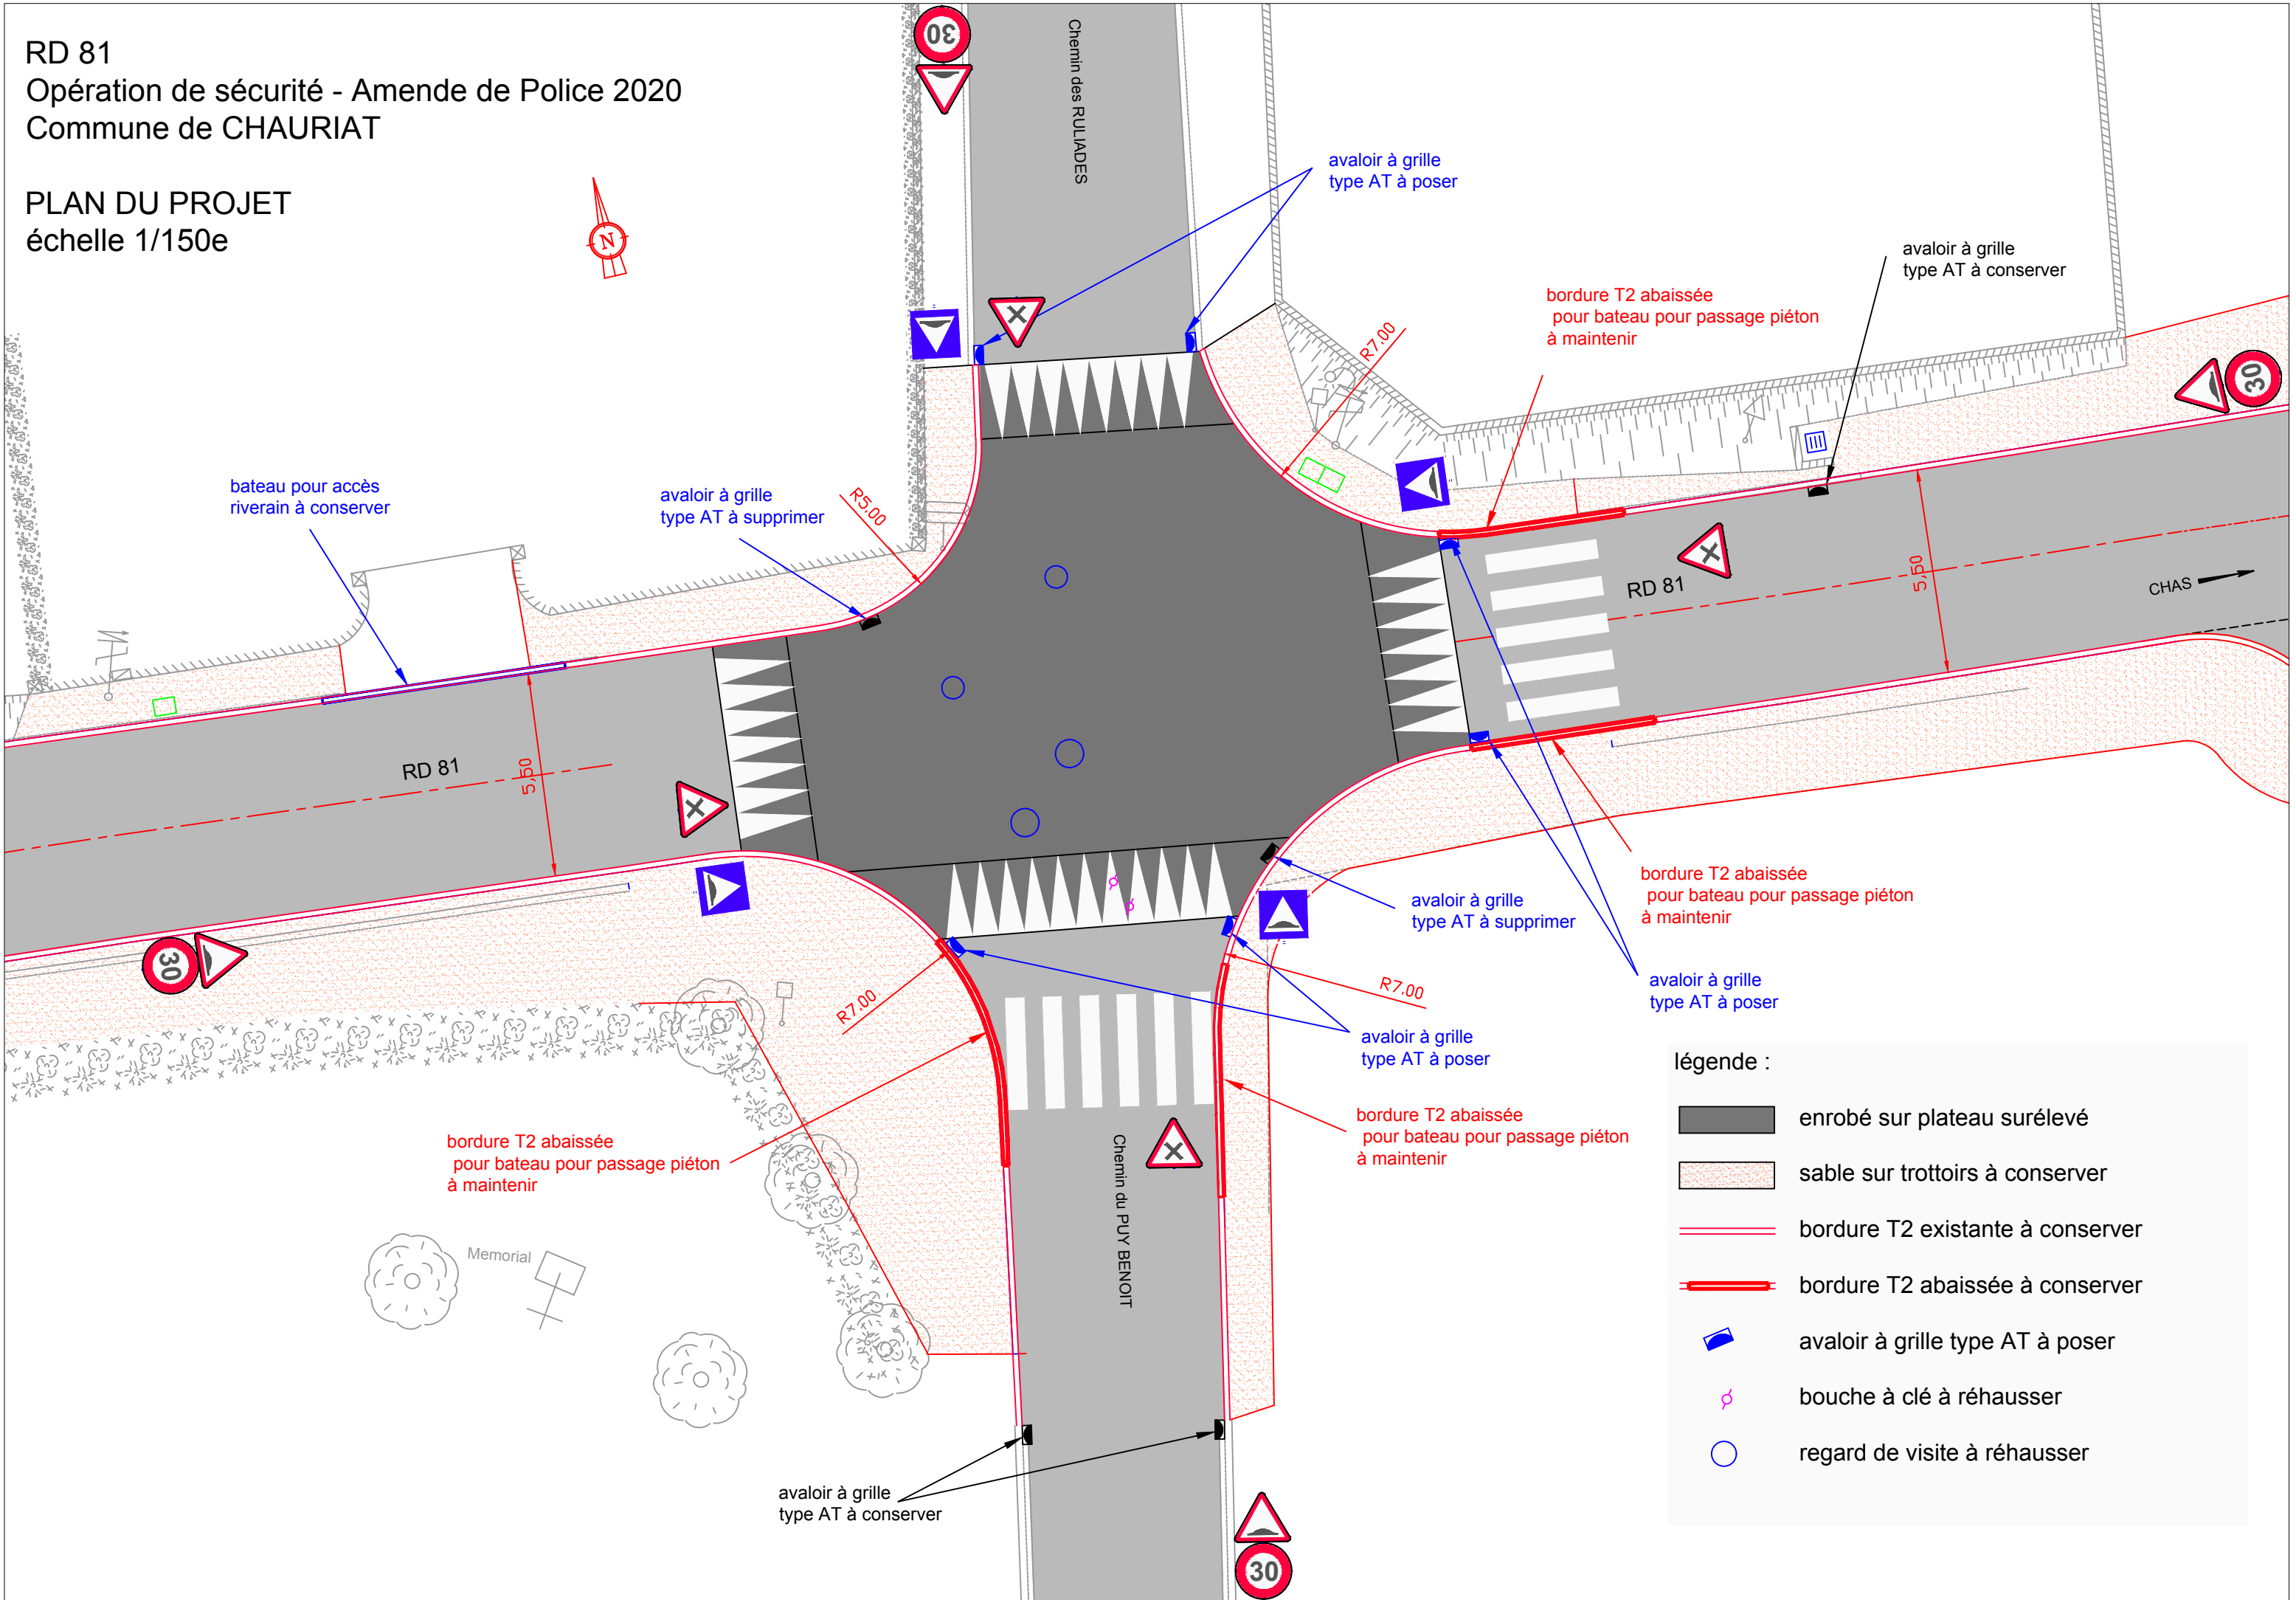 RD 81
Opération de sécurité - Amende de Police 2020
Commune de CHAURIAT
PLAN DU PROJET
échelle 1/150e
N
30
Chemin des RULIADES
avaloir à grille
type AT à poser
avaloir à grille
type AT à conserver
bordure T2 abaissée
pour bateau pour passage piéton
à maintenir
R7.00
30
bateau pour accès
riverain à conserver
avaloir à grille
type AT à supprimer
R5.00
RD 81
5,50
CHAS
RD 81
5,50
30
R7.00
avaloir à grille
type AT à supprimer
bordure T2 abaissée
pour bateau pour passage piéton
à maintenir
R7.00
avaloir à grille
type AT à poser
avaloir à grille
type AT à poser
bordure T2 abaissée
pour bateau pour passage piéton
à maintenir
bordure T2 abaissée
pour bateau pour passage piéton
à maintenir
Chemin du PUY BENOIT
Memorial
avaloir à grille
type AT à conserver
30
légende :
enrobé sur plateau surélevé
sable sur trottoirs à conserver
bordure T2 existante à conserver
bordure T2 abaissée à conserver
avaloir à grille type AT à poser
bouche à clé à réhausser
regard de visite à réhausser